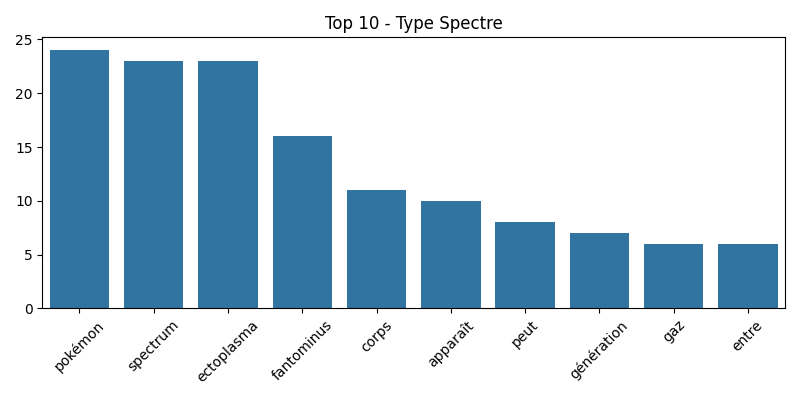 Top 10 - Type Spectre
25
20
15
10
5
0
pokémon
spectrum
ectoplasma
fantominus
corps
apparaît
peut
génération
gaz
entre